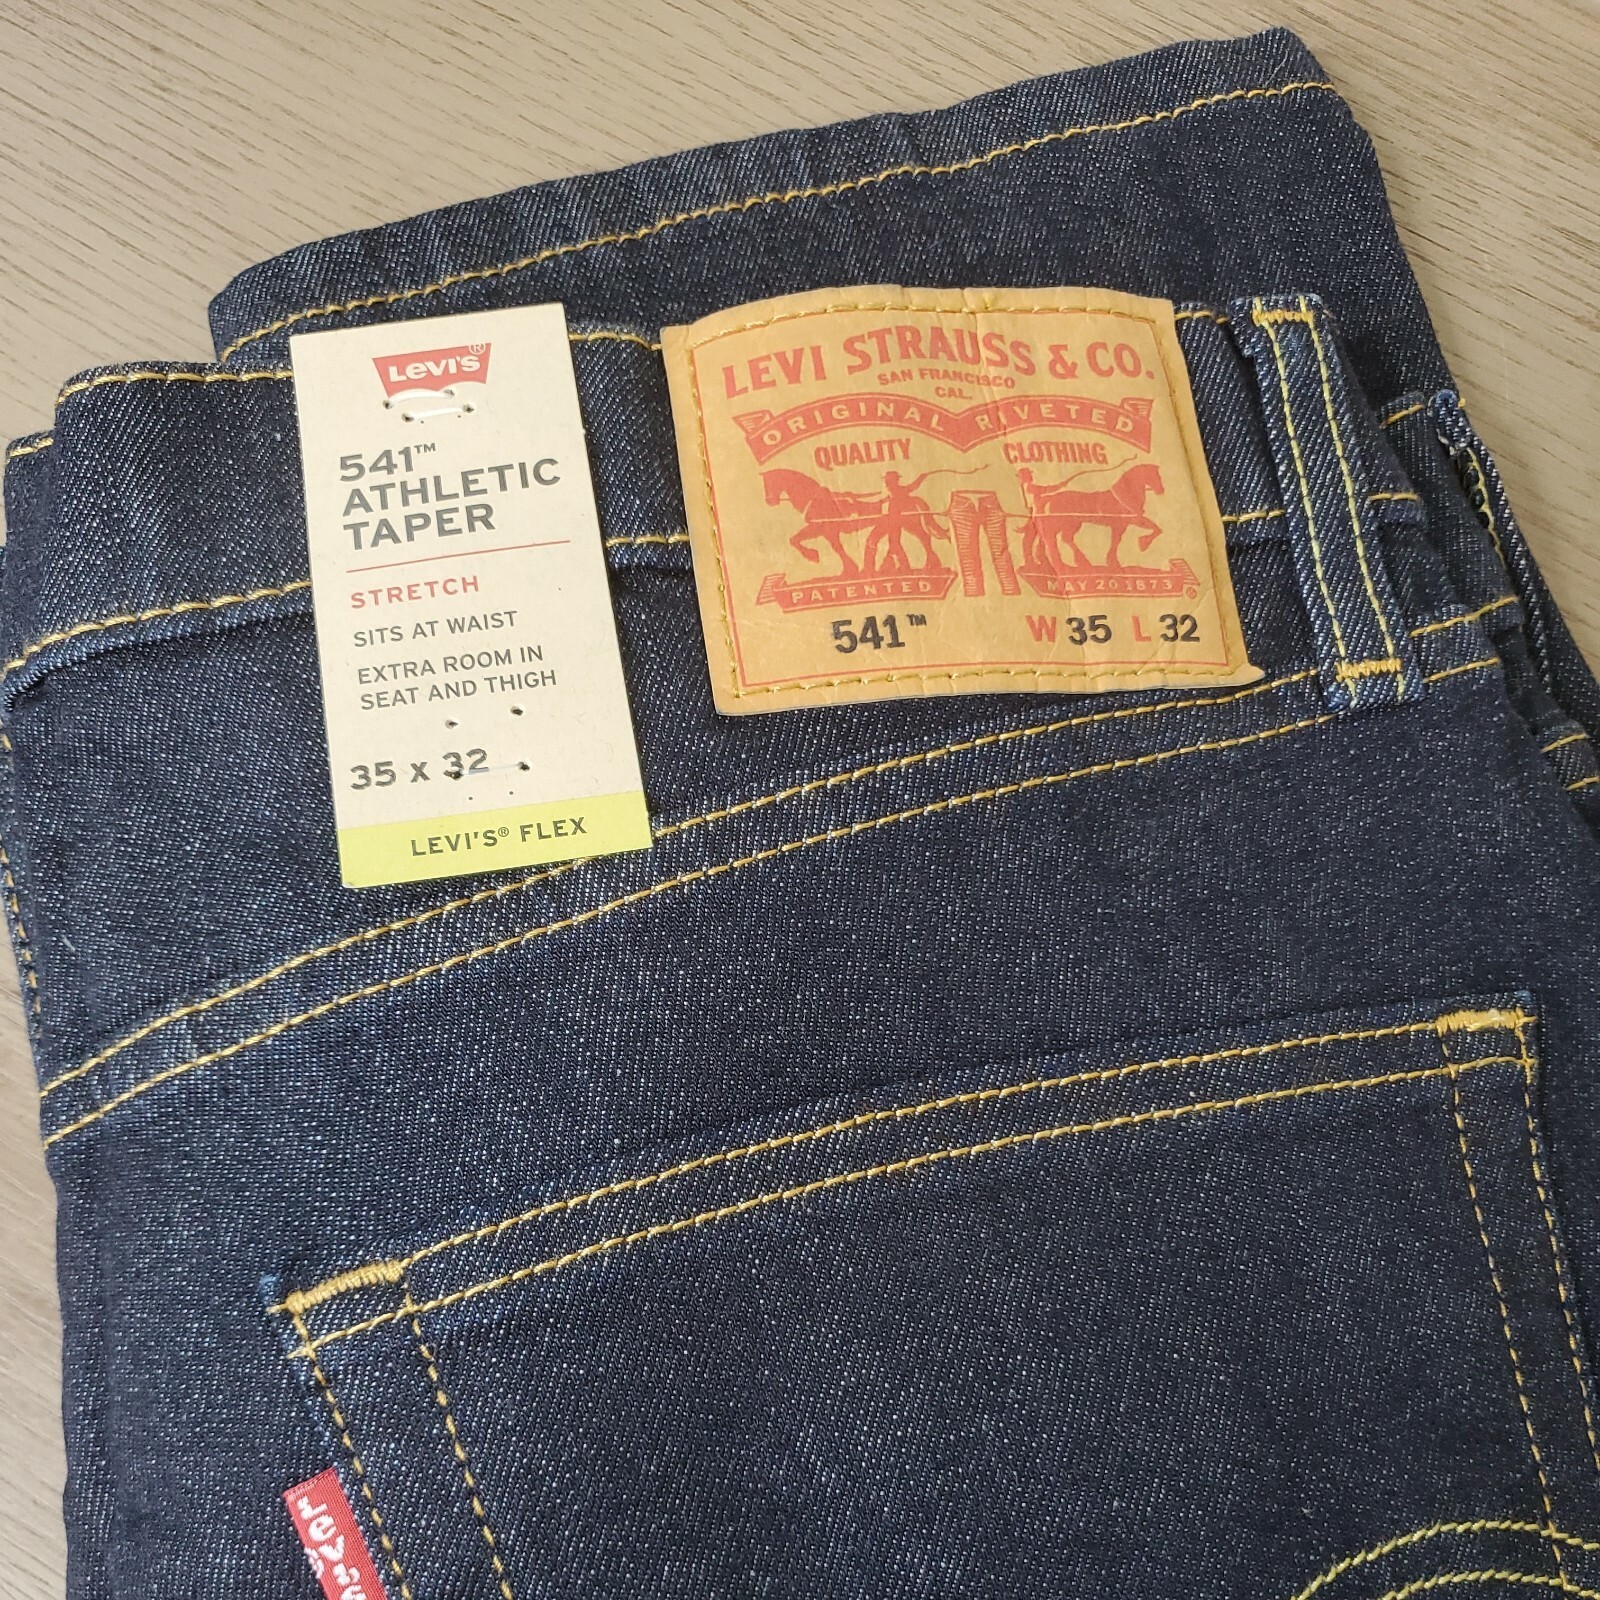 Levi's®
541™
ATHLETIC
TAPER
STRETCH
SITS AT WAIST
EXTRA ROOM IN
SEAT AND THIGH
35 x 32
LEVI'S® FLEX
LEVI STRAUSS & CO.
SAN FRANCISCO
CAL.
ORIGINAL RIVETED
QUALITY CLOTHING
PATENTED MAY 20 1873 ®
541™ W 35 L 32
Levi's
®